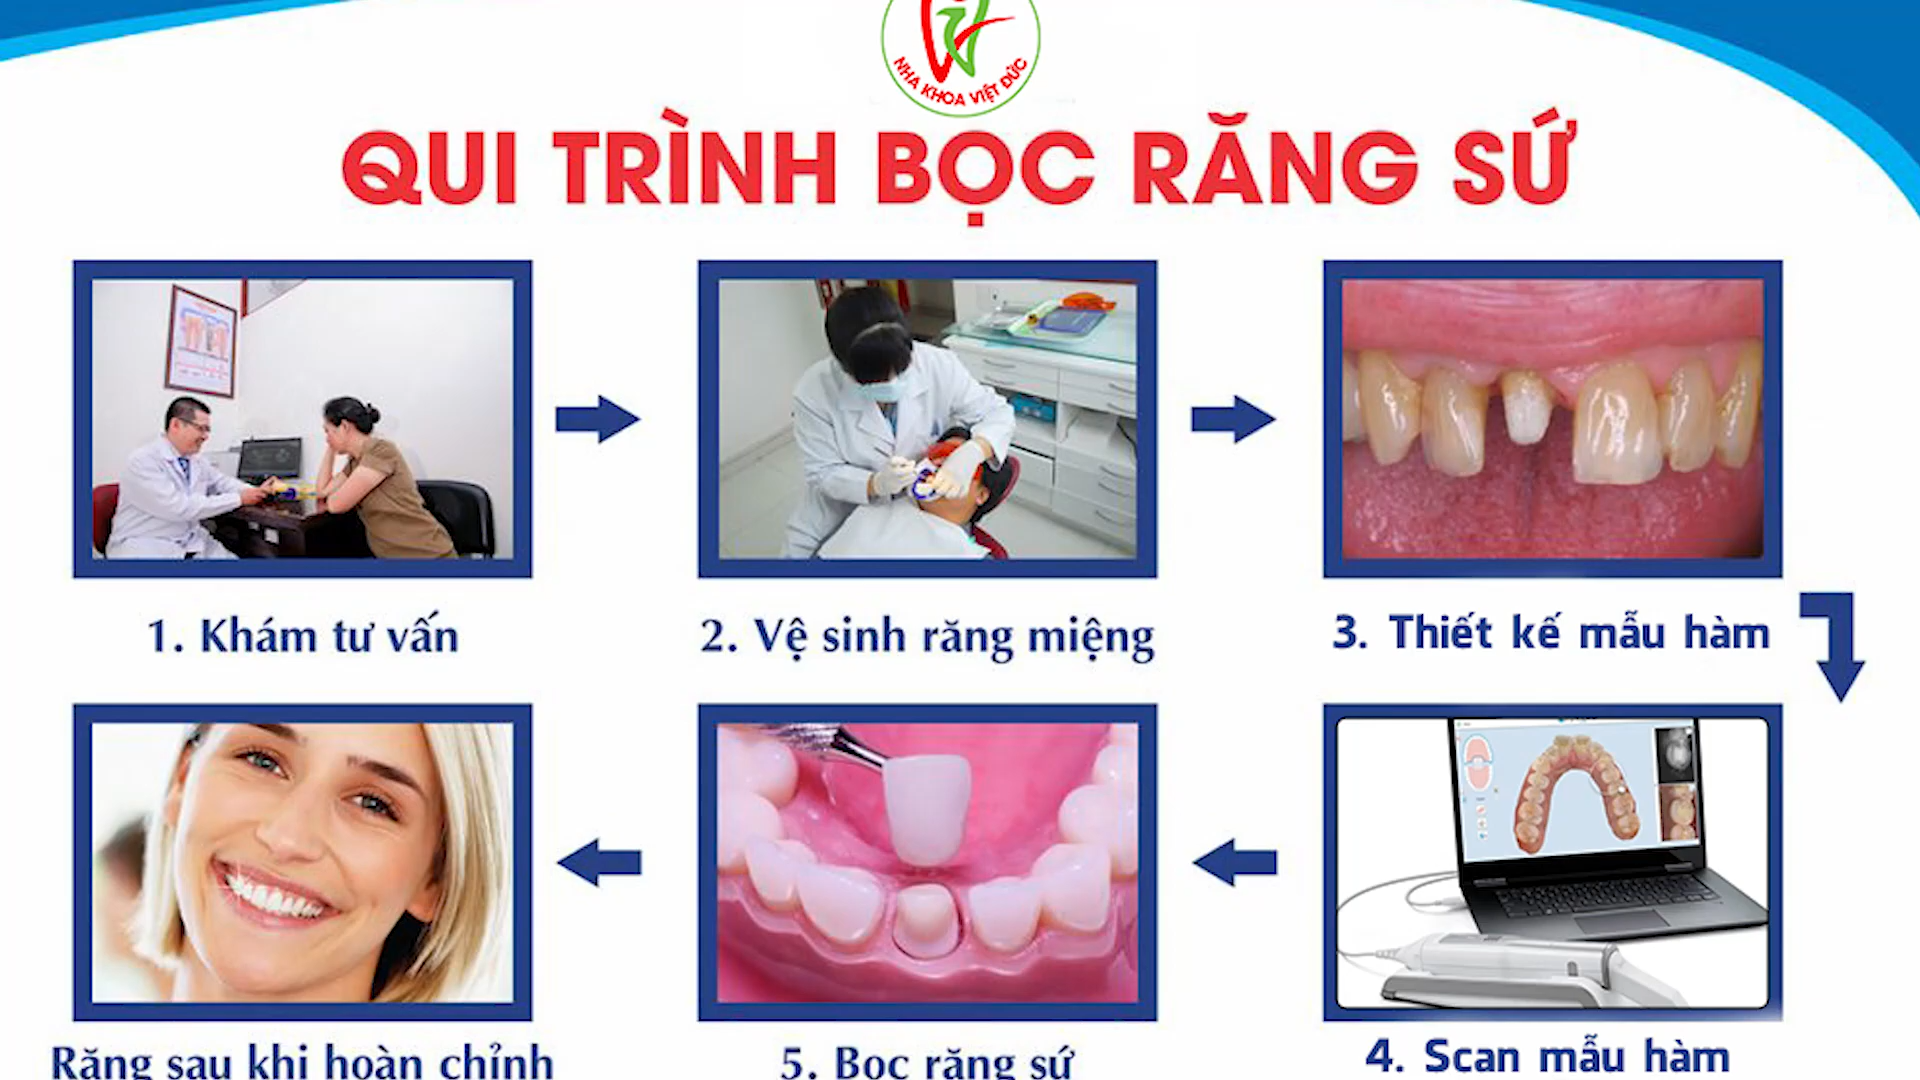 NHA KHOA VIỆT ĐỨC
QUI TRÌNH BỌC RĂNG SỨ
1. Khám tư vấn
2. Vệ sinh răng miệng
3. Thiết kế mẫu hàm
Răng sau khi hoàn chỉnh
5. Bọc răng sứ
4. Scan mẫu hàm